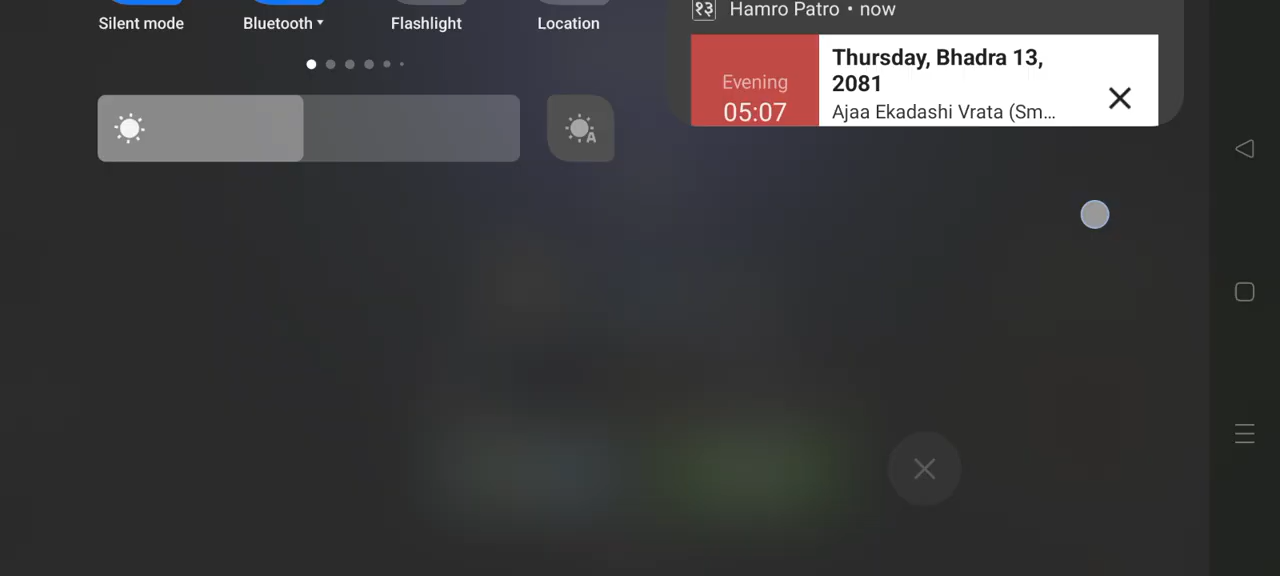 Silent mode
Bluetooth ▾
Flashlight
Location
१३ Hamro Patro • now
Evening
05:07
Thursday, Bhadra 13,
2081
Ajaa Ekadashi Vrata (Sm...
A